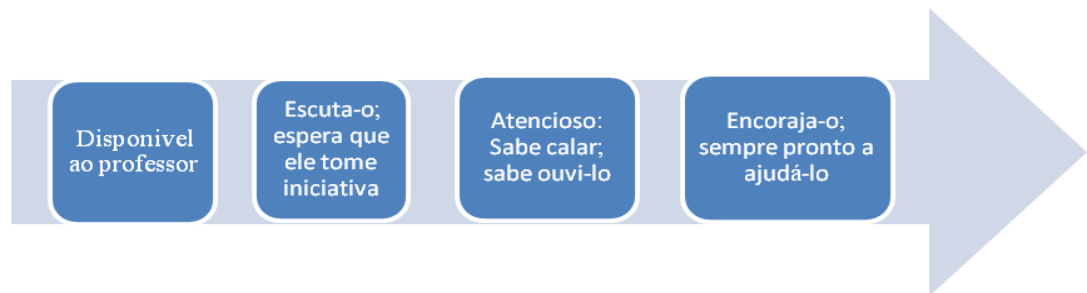 Disponivel
ao professor
Escuta-o;
espera que
ele tome
iniciativa
Atencioso:
Sabe calar;
sabe ouvi-lo
Encoraja-o;
sempre pronto a
ajudá-lo